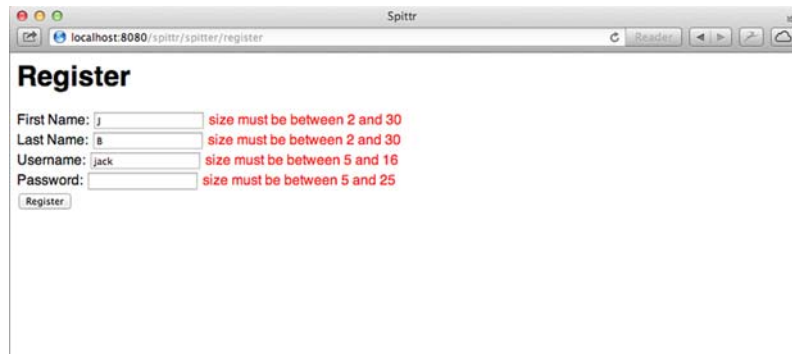 Spittr
localhost:8080/spittr/spitter/register
Reader
Register
First Name: J size must be between 2 and 30
Last Name: B size must be between 2 and 30
Username: jack size must be between 5 and 16
Password: size must be between 5 and 25
Register